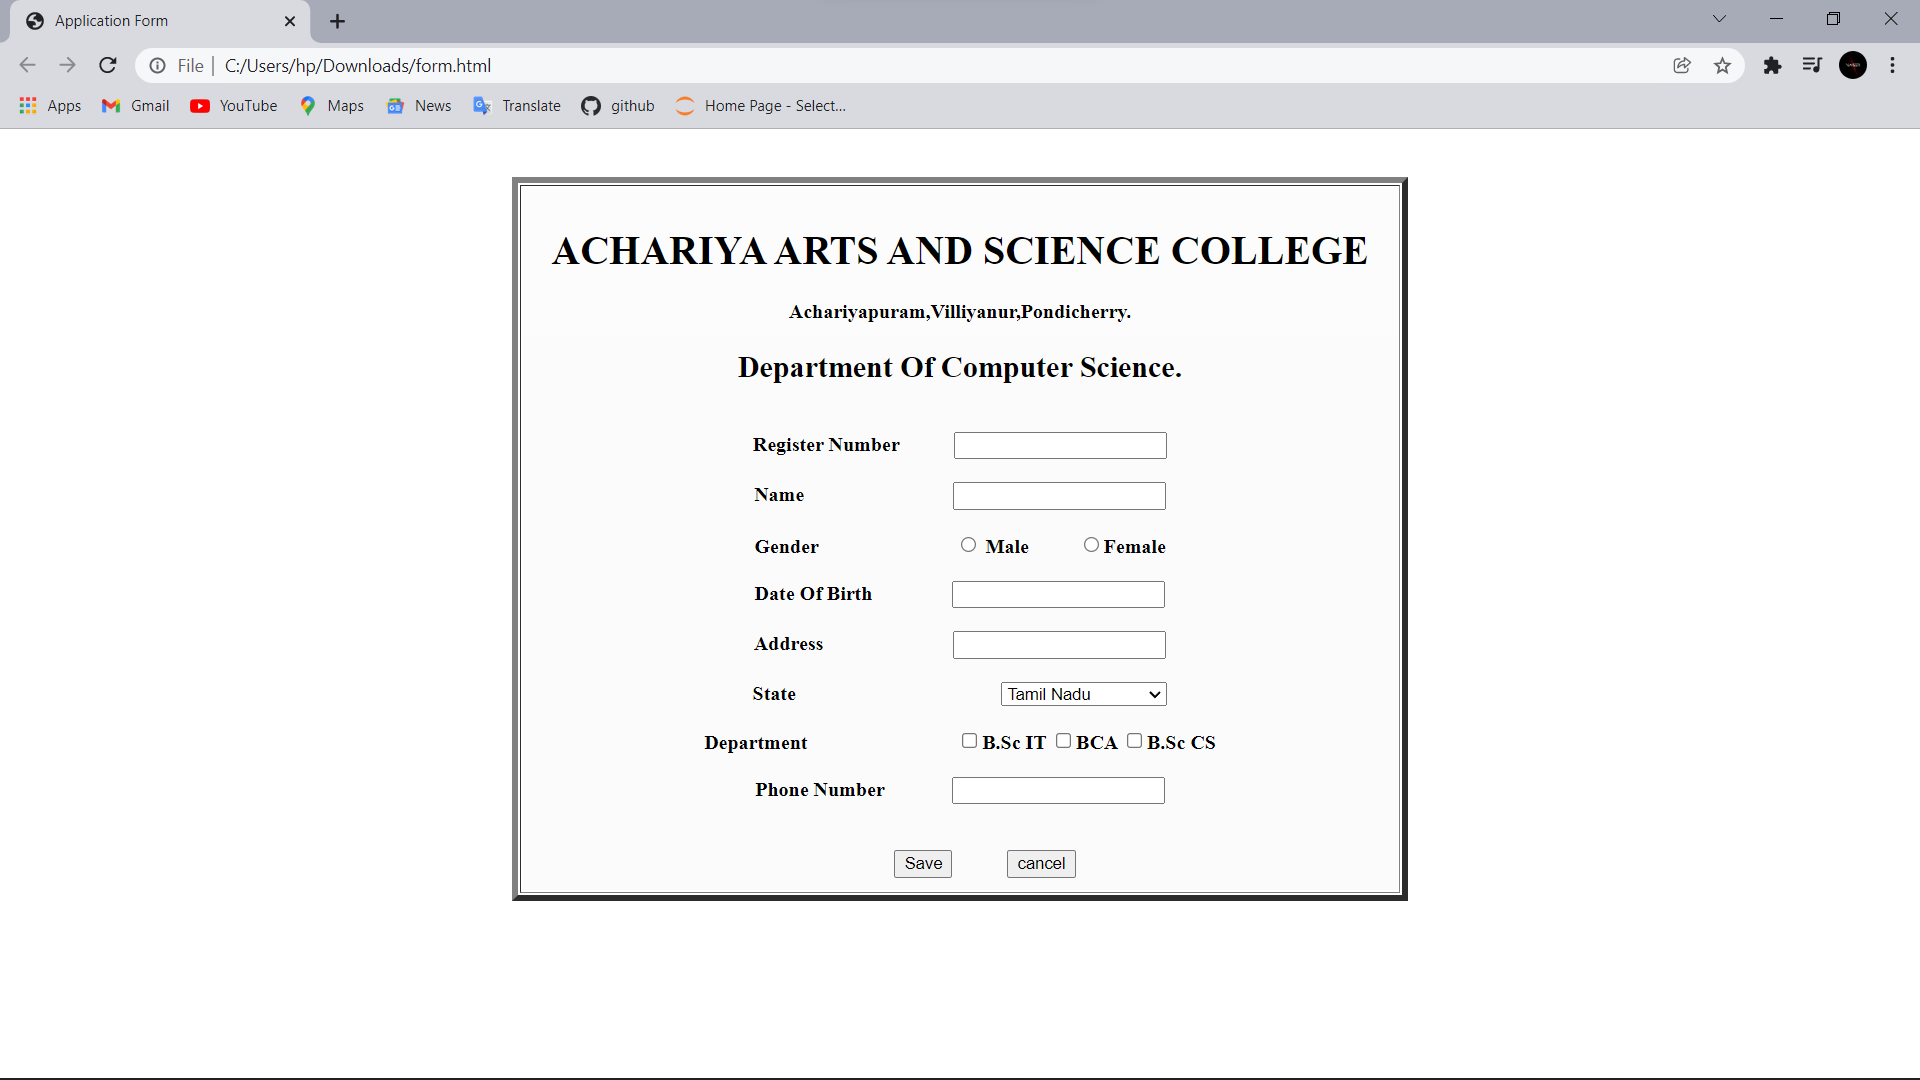 Application Form
File | C:/Users/hp/Downloads/form.html
Apps Gmail YouTube Maps News Translate github Home Page - Select...
ACHARIYA ARTS AND SCIENCE COLLEGE
Achariyapuram,Villiyanur,Pondicherry.
Department Of Computer Science.
Register Number
Name
Gender Male Female
Date Of Birth
Address
State Tamil Nadu
Department B.Sc IT BCA B.Sc CS
Phone Number
Save cancel